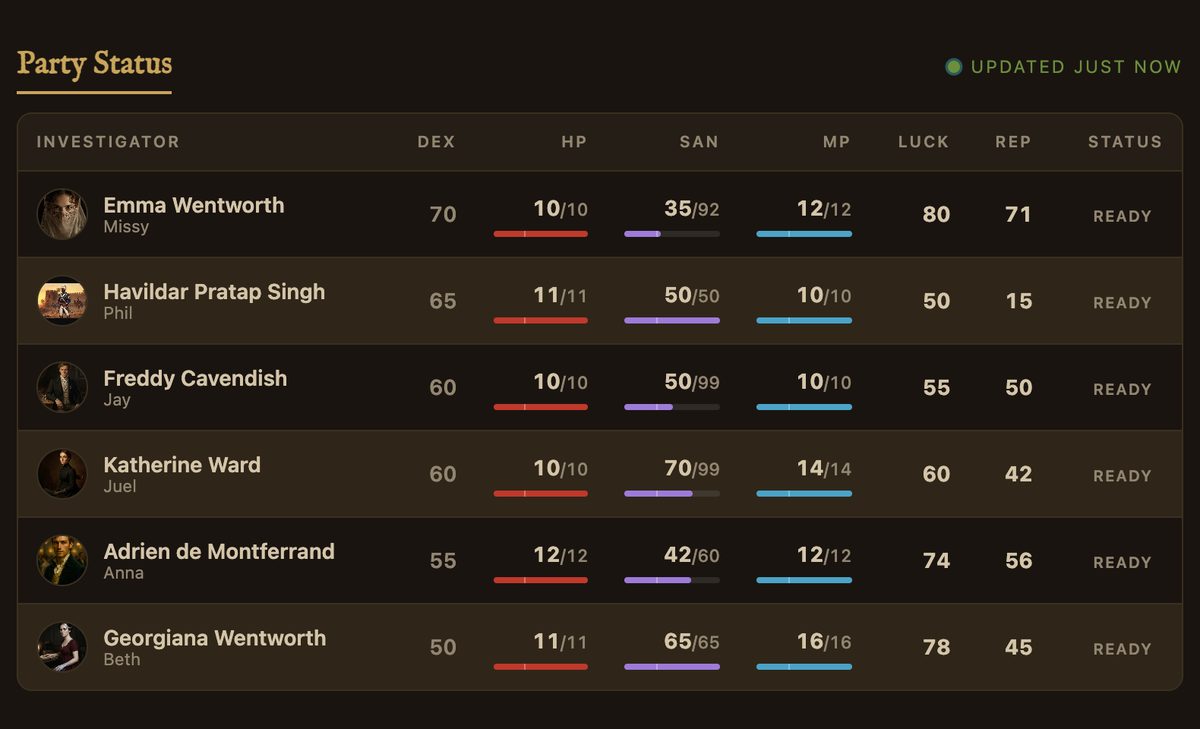 Party Status
UPDATED JUST NOW
INVESTIGATOR DEX HP SAN MP LUCK REP STATUS
Emma Wentworth 70 10/10 35/92 12/12 80 71 READY
Missy
Havildar Pratap Singh 65 11/11 50/50 10/10 50 15 READY
Phil
Freddy Cavendish 60 10/10 50/99 10/10 55 50 READY
Jay
Katherine Ward 60 10/10 70/99 14/14 60 42 READY
Juel
Adrien de Montferrand 55 12/12 42/60 12/12 74 56 READY
Anna
Georgiana Wentworth 50 11/11 65/65 16/16 78 45 READY
Beth